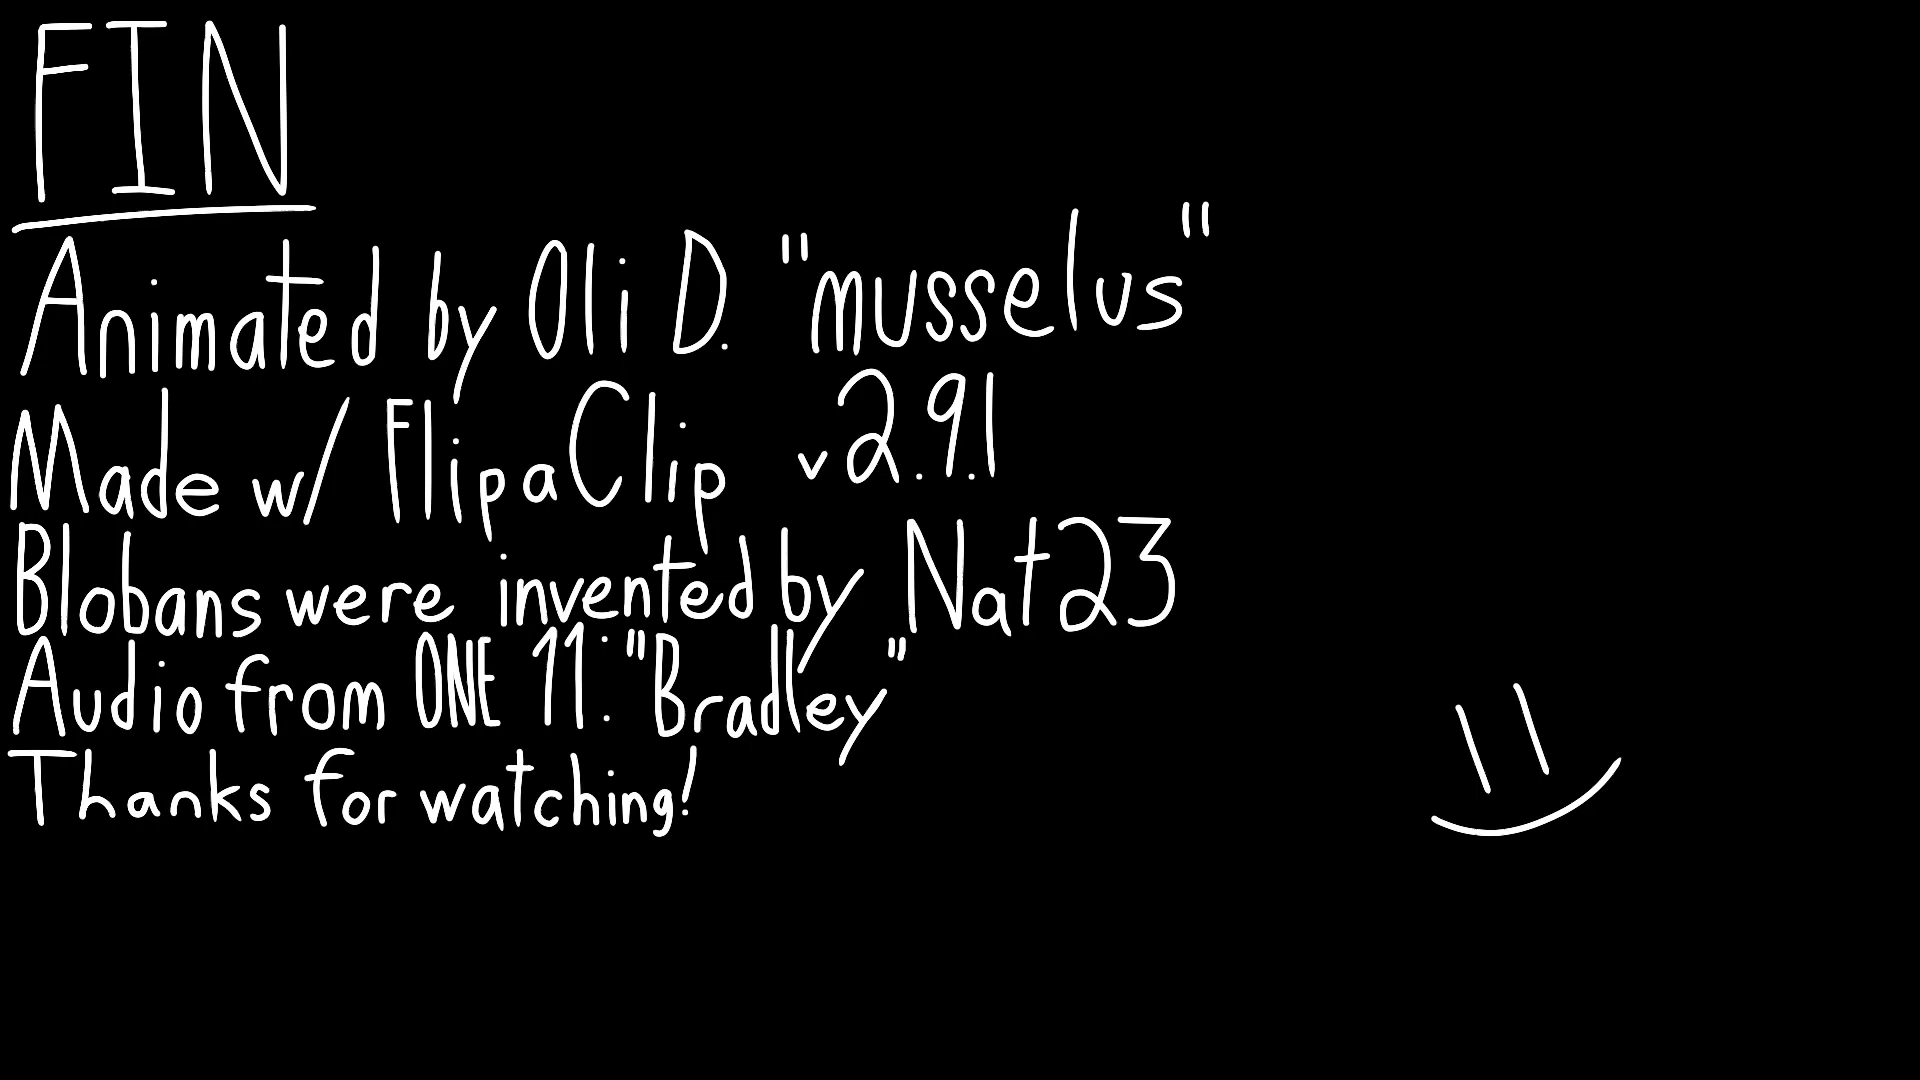 FIN
Animated by Oli D. "musselus"
Made w/ FlipaClip v2.9.1
Blobans were invented by Nat23
Audio from ONE 11: "Bradley"
Thanks for watching!